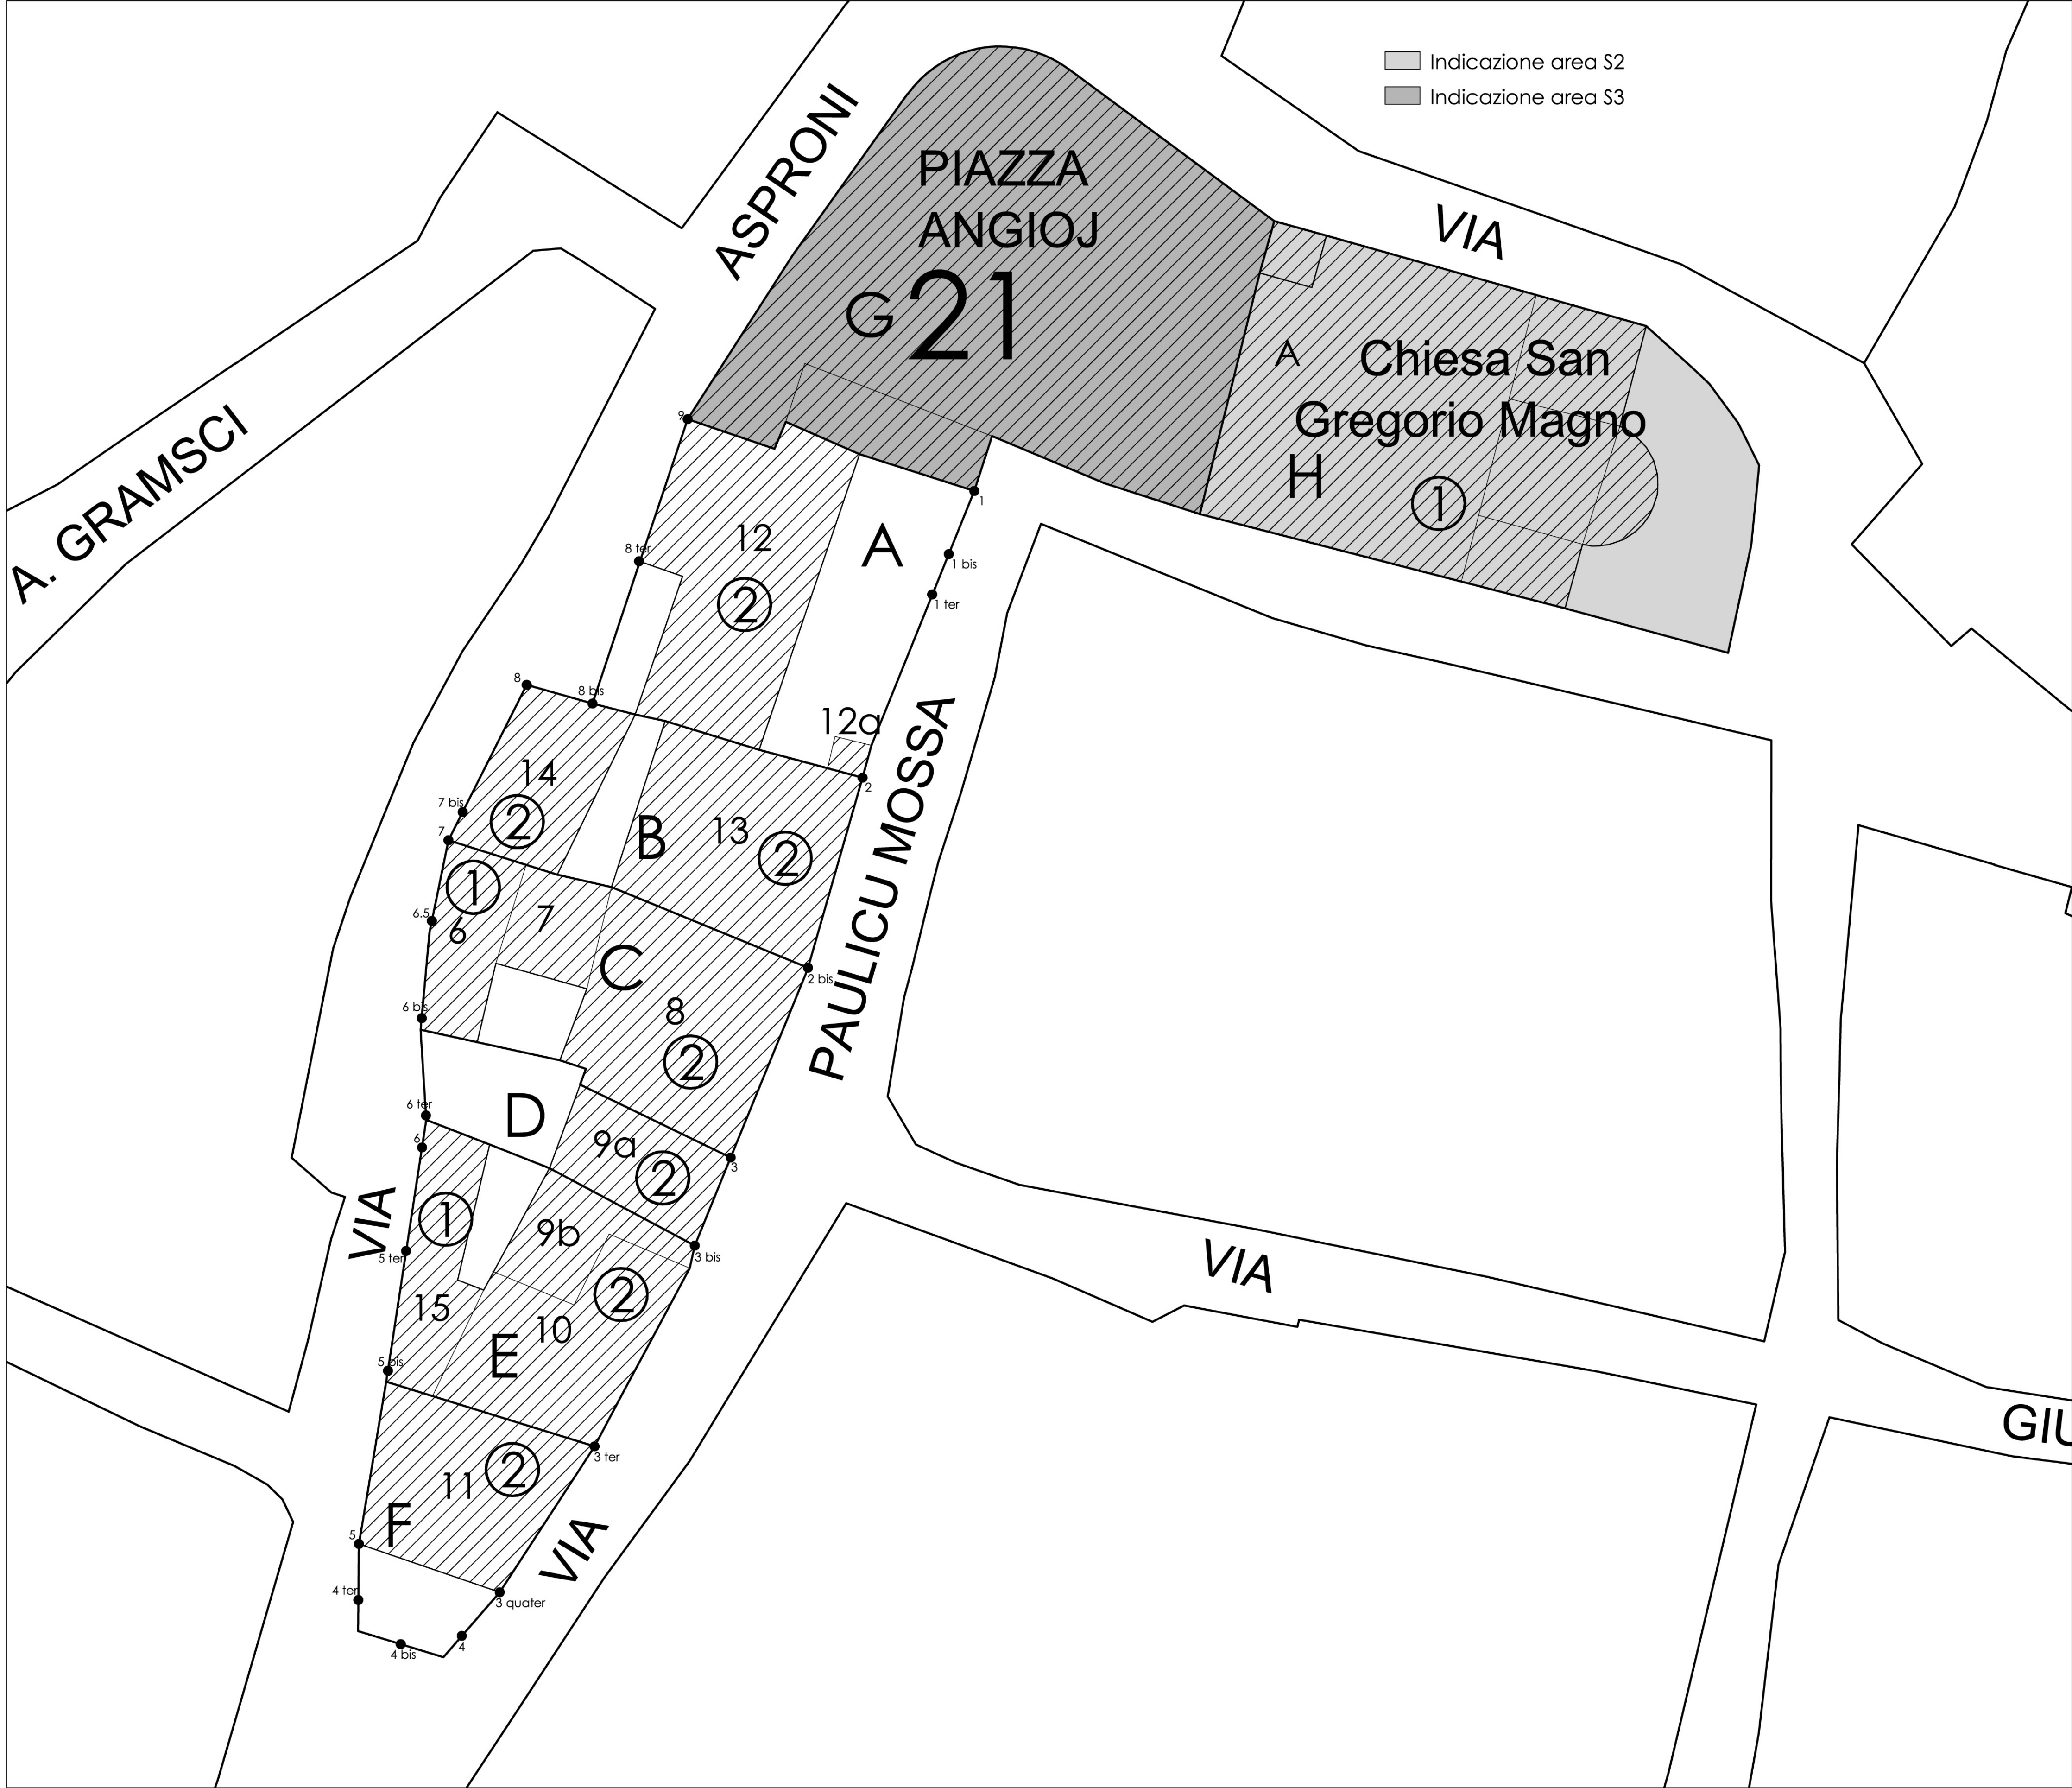 Indicazione area S2
Indicazione area S3
ASPRONI
PIAZZA
ANGIOJ
G 21
VIA
A
Chiesa San
Gregorio Magno
H
1
A. GRAMSCI
9
1
12
A
8 ter
1 bis
2
1 ter
8
8 bis
12a
PAULICU MOSSA
14
2
7 bis
2
B
13
2
7
1
6.5
6
7
C
2 bis
8
6 bis
2
6 ter
D
6
9a
2
3
VIA
1
9b
5 ter
3 bis
2
VIA
15
10
E
5 bis
GIU
3 ter
2
11
F
5
VIA
4 ter
3 quater
4
4 bis